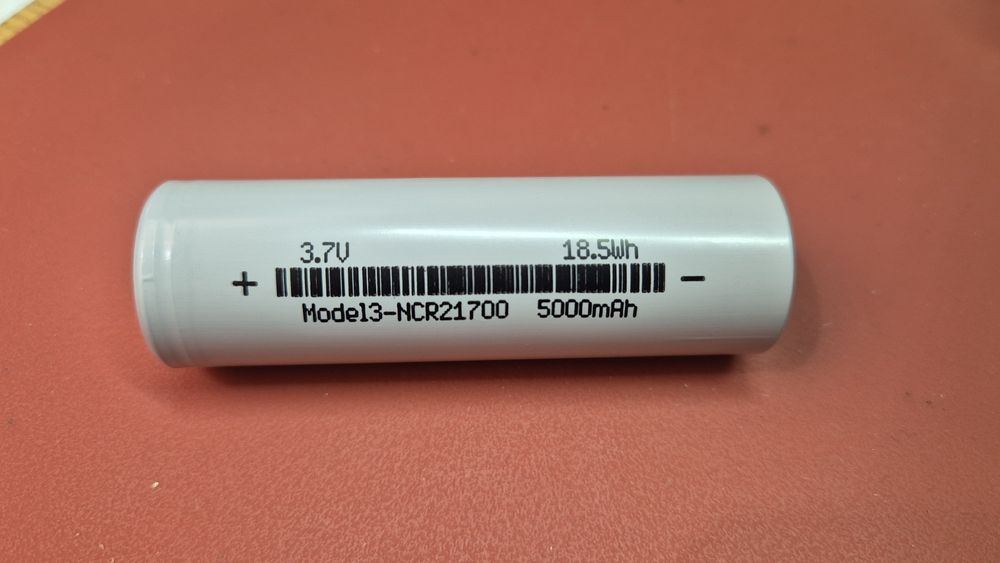 3.7V 18.5Wh
+ -
Model3-NCR21700 5000mAh